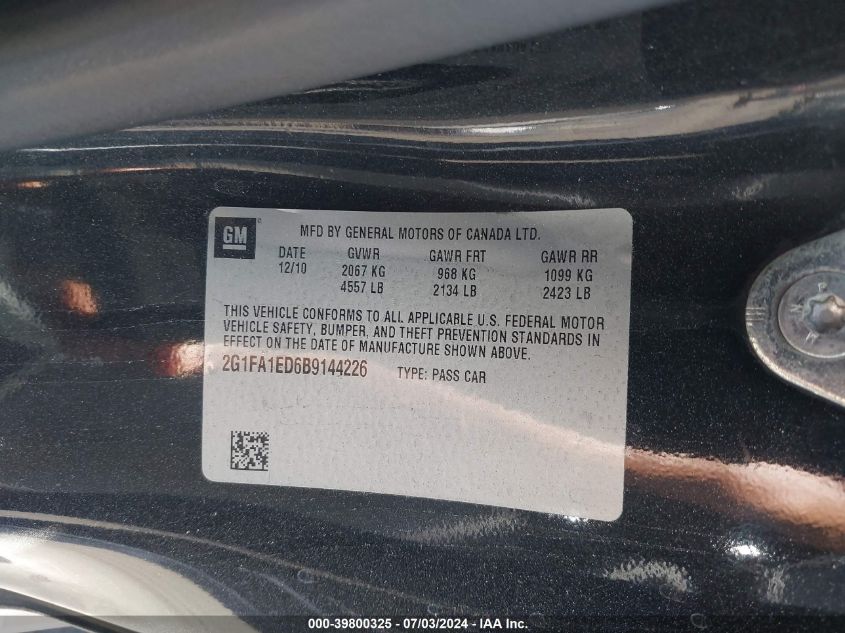 GM
MFD BY GENERAL MOTORS OF CANADA LTD.
DATE GVWR GAWR FRT GAWR RR
12/10 2067 KG 968 KG 1099 KG
4557 LB 2134 LB 2423 LB
THIS VEHICLE CONFORMS TO ALL APPLICABLE U.S. FEDERAL MOTOR
VEHICLE SAFETY, BUMPER, AND THEFT PREVENTION STANDARDS IN
EFFECT ON THE DATE OF MANUFACTURE SHOWN ABOVE.
2G1FA1ED6B9144226 TYPE: PASS CAR
000-39800325 - 07/03/2024 - IAA Inc.